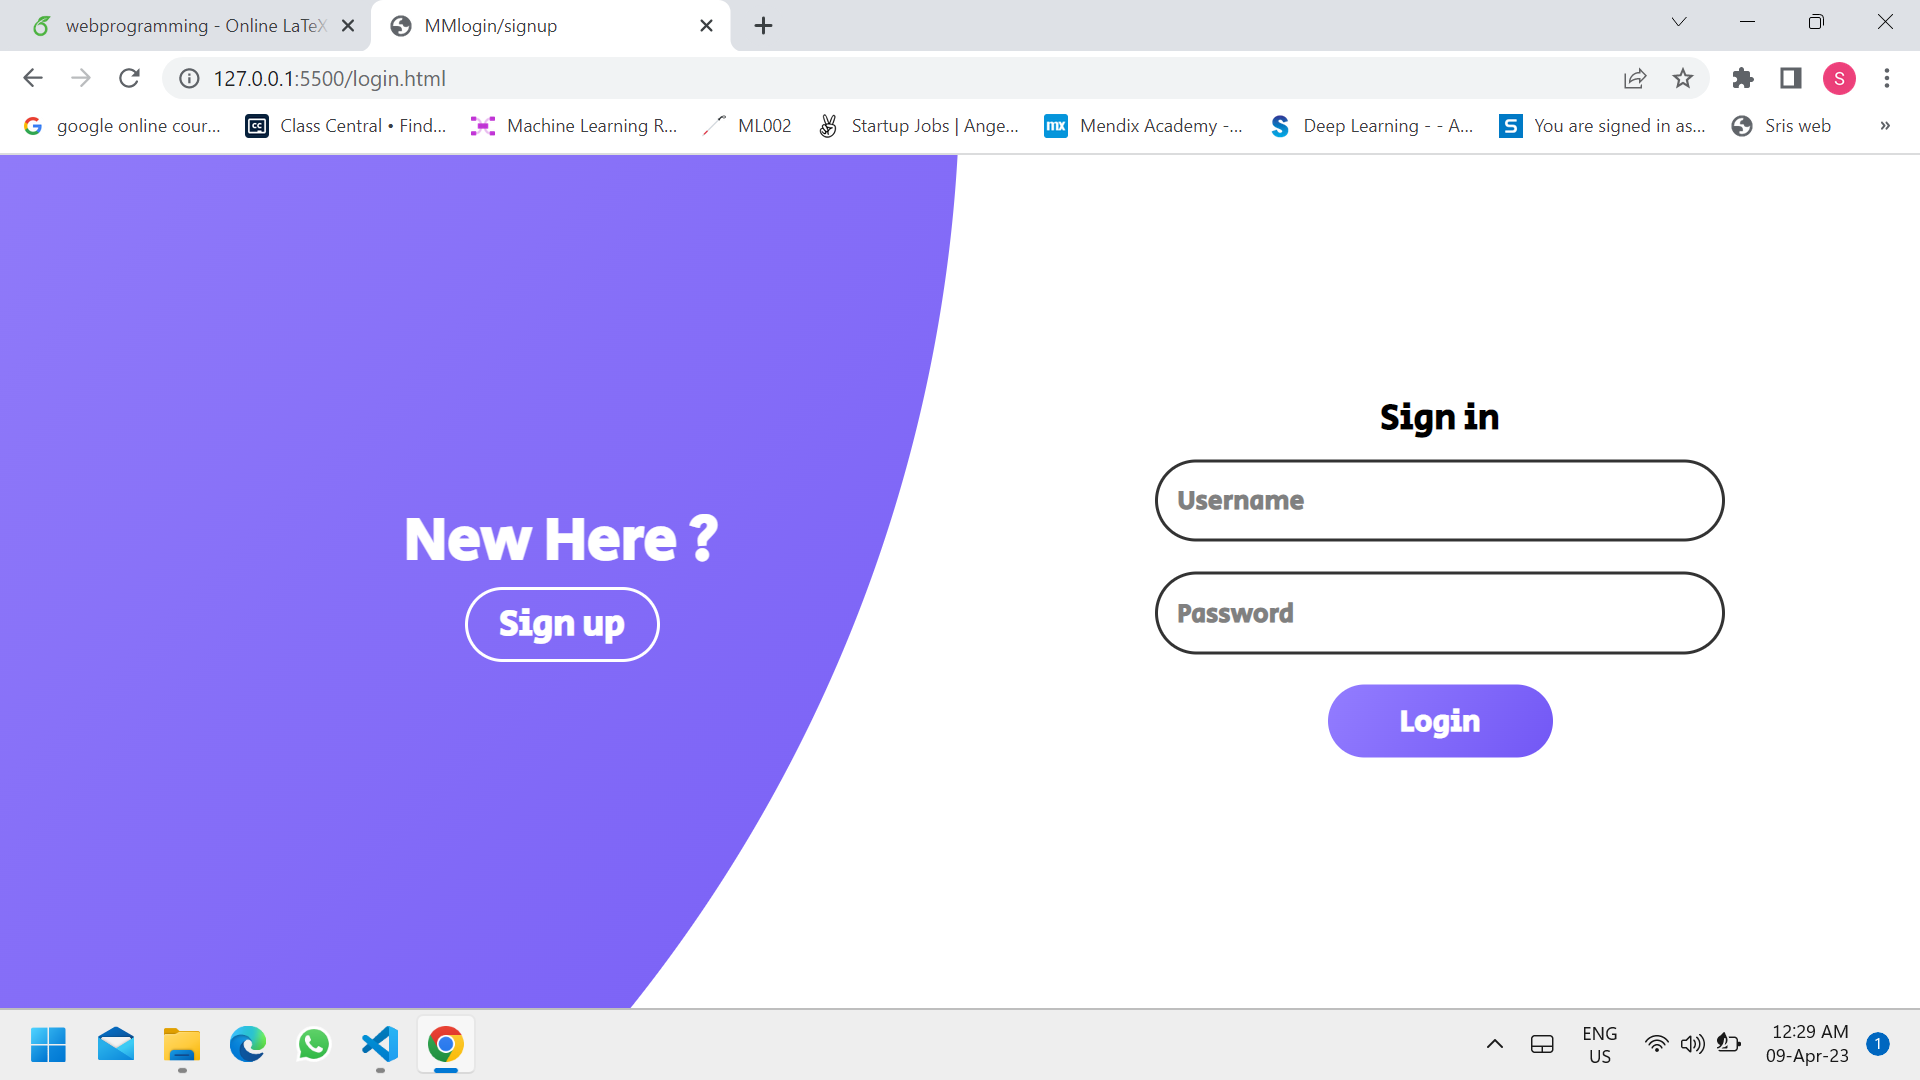 webprogramming - Online LaTeX
MMlogin/signup
127.0.0.1:5500/login.html
S
google online cour...
cc
Class Central • Find...
Machine Learning R...
ML002
Startup Jobs | Ange...
mx
Mendix Academy -...
Deep Learning - - A...
S
You are signed in as...
Sris web
»
Sign in
Username
New Here ?
Sign up
Password
Login
ENG
US
12:29 AM
09-Apr-23
1